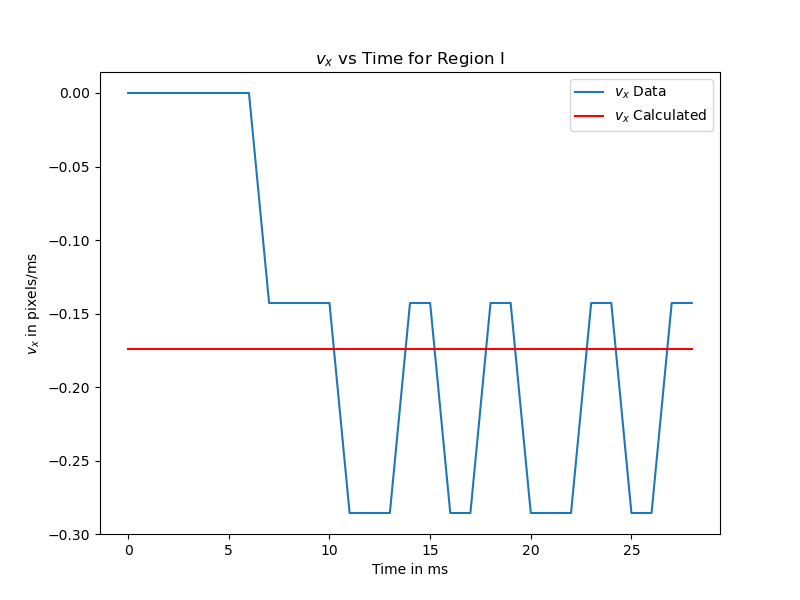 v_x vs Time for Region I
v_x Data
v_x Calculated
0.00
−0.05
−0.10
−0.15
−0.20
−0.25
−0.30
v_x in pixels/ms
0 5 10 15 20 25
Time in ms